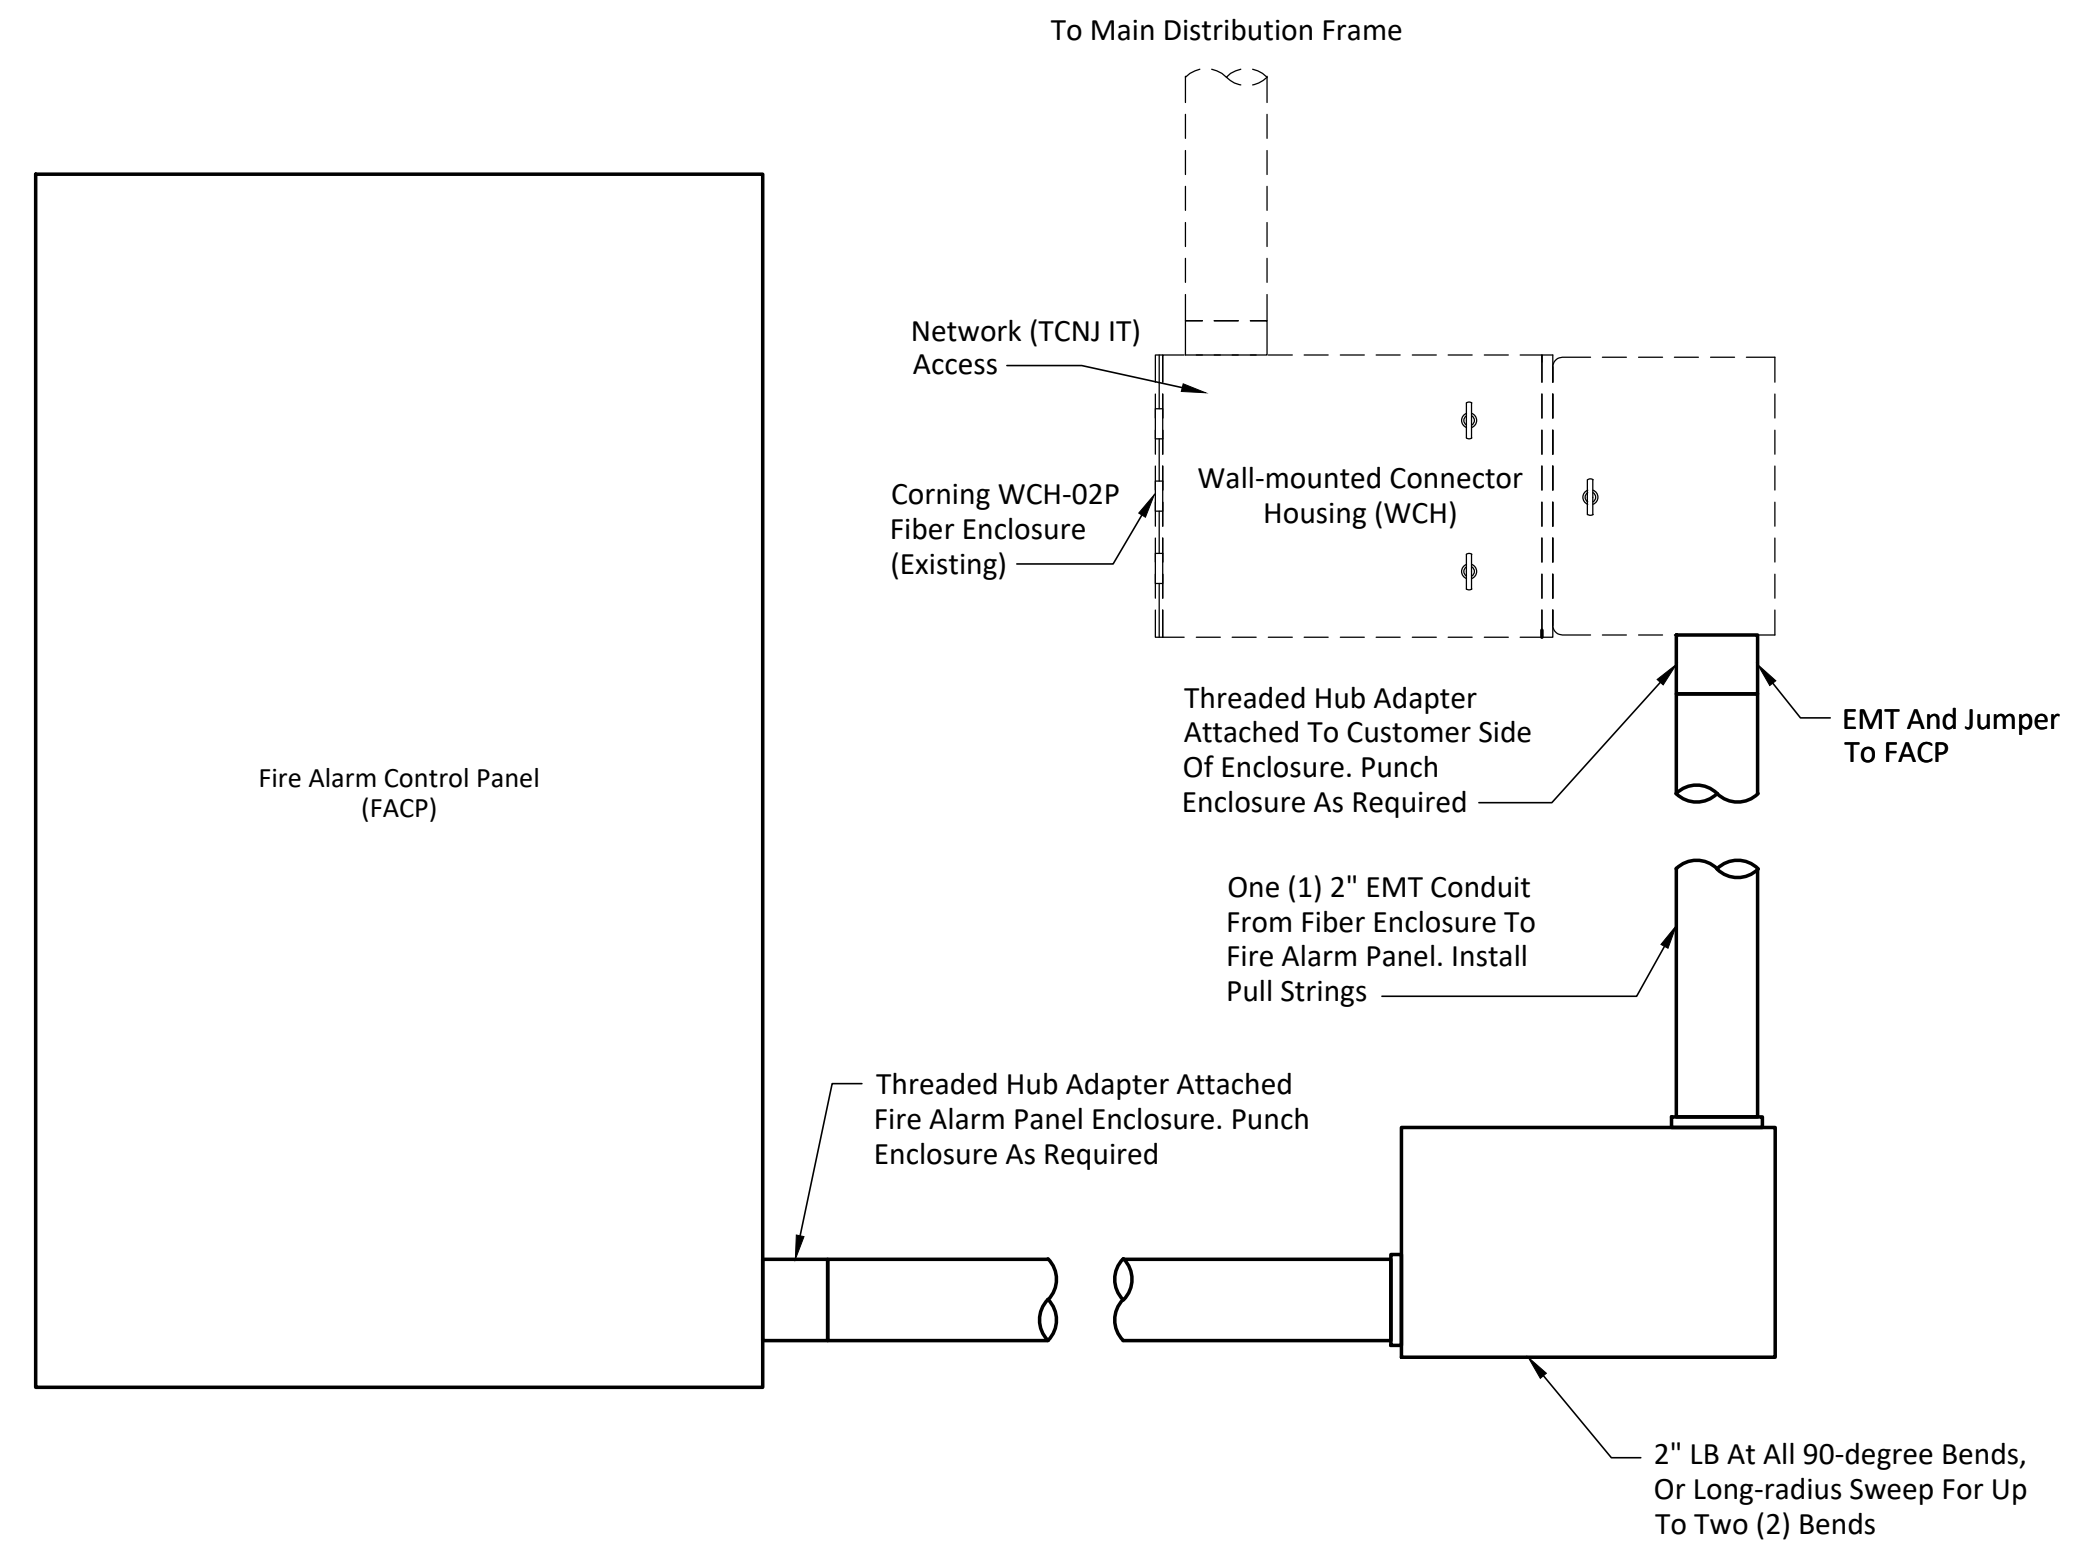 To Main Distribution Frame
Network (TCNJ IT)
Access
Corning WCH-02P
Fiber Enclosure
(Existing)
Wall-mounted Connector
Housing (WCH)
Threaded Hub Adapter
Attached To Customer Side
Of Enclosure. Punch
Enclosure As Required
EMT And Jumper
To FACP
Fire Alarm Control Panel
(FACP)
One (1) 2" EMT Conduit
From Fiber Enclosure To
Fire Alarm Panel. Install
Pull Strings
Threaded Hub Adapter Attached
Fire Alarm Panel Enclosure. Punch
Enclosure As Required
2" LB At All 90-degree Bends,
Or Long-radius Sweep For Up
To Two (2) Bends